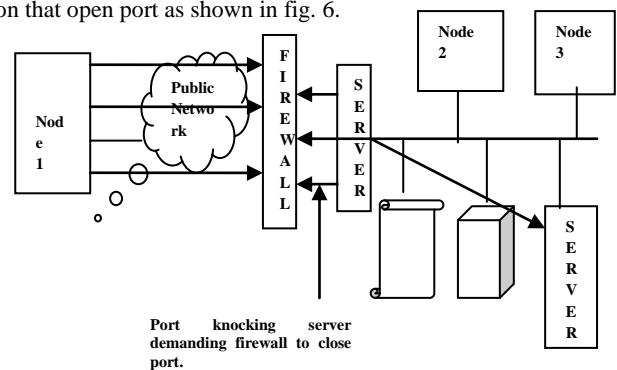 on that open port as shown in fig. 6.
Nod
e
1
Public
Netwo
rk
F
I
R
E
W
A
L
L
S
E
R
V
E
R
Node
2
Node
3
S
E
R
V
E
R
Port knocking server
demanding firewall to close
port.